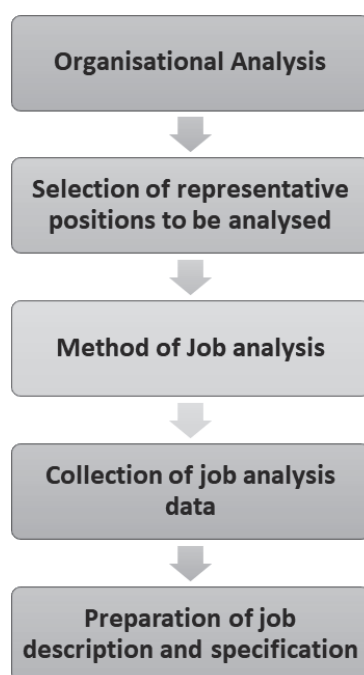 Organisational Analysis
Selection of representative
positions to be analysed
Method of Job analysis
Collection of job analysis
data
Preparation of job
description and specification